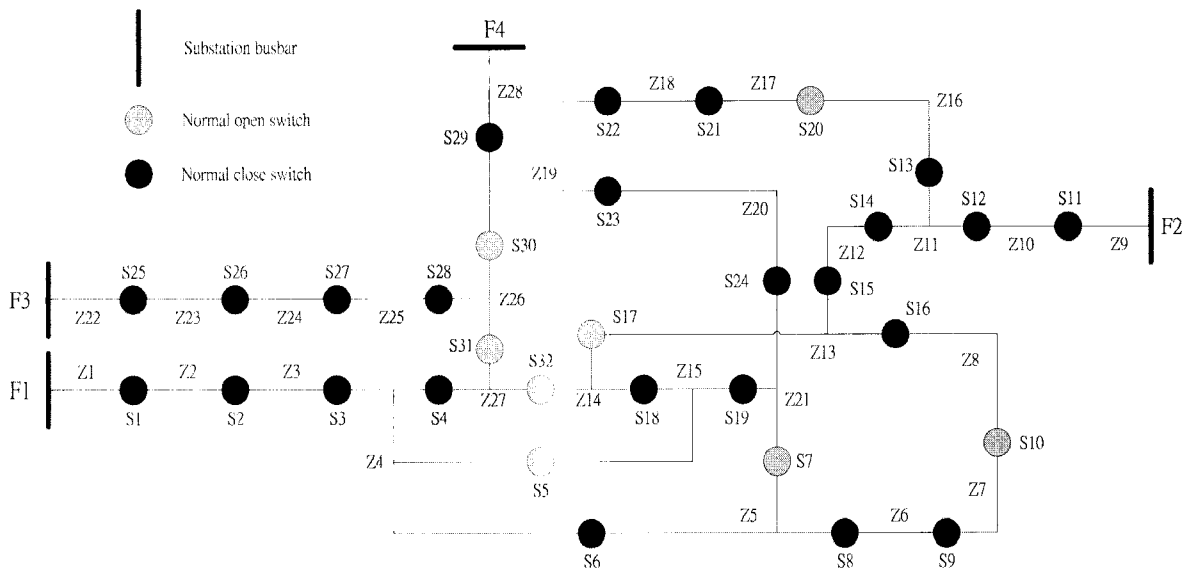 F4
Substation busbar
Z28
Z18
Z17
Z16
Normal open switch
S22
S21
S20
S29
Normal close switch
Z19
S13
S23
Z20
S14
S12
S11
F2
S30
Z12
Z11
Z10
Z9
S25
S26
S27
S28
S24
S15
F3
Z26
S17
S16
Z22
Z23
Z24
Z25
S31
S32
Z13
Z8
Z1
Z2
Z3
Z15
F1
Z27
Z14
Z21
S1
S2
S3
S4
S18
S19
S10
Z4
S7
S5
Z7
Z5
Z6
S6
S8
S9